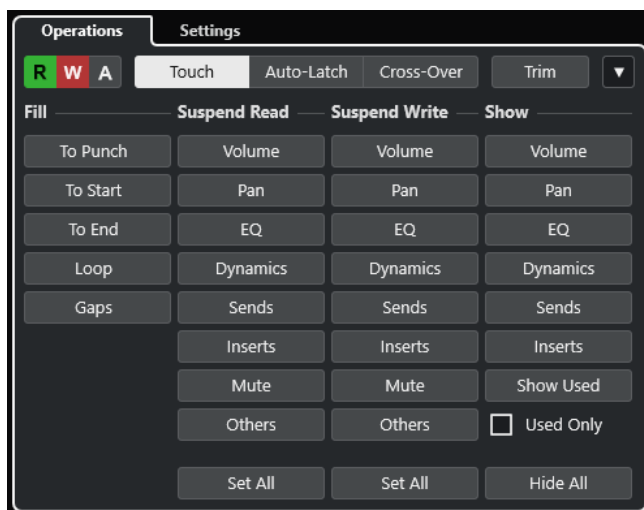 Operations Settings
R W A Touch Auto-Latch Cross-Over Trim
Fill Suspend Read Suspend Write Show
To Punch Volume Volume Volume
To Start Pan Pan Pan
To End EQ EQ EQ
Loop Dynamics Dynamics Dynamics
Gaps Sends Sends Sends
Inserts Inserts Inserts
Mute Mute Show Used
Others Others Used Only
Set All Set All Hide All